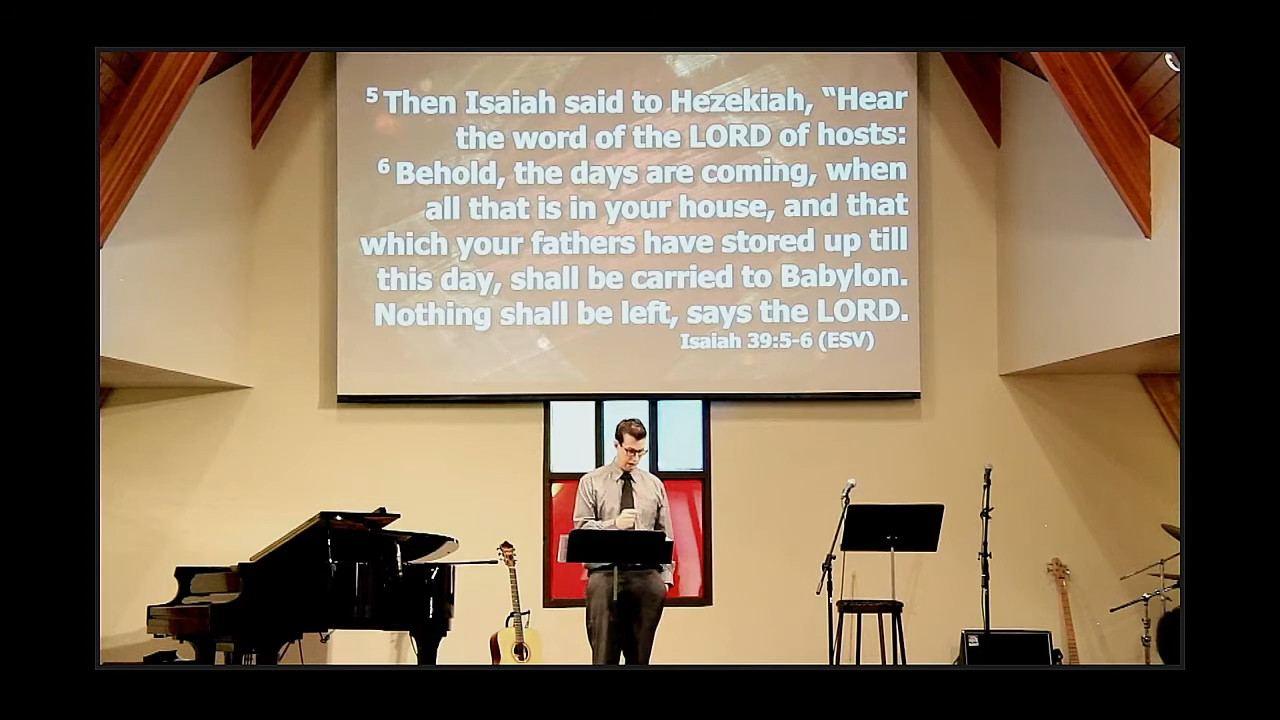 5 Then Isaiah said to Hezekiah, “Hear
the word of the LORD of hosts:
6 Behold, the days are coming, when
all that is in your house, and that
which your fathers have stored up till
this day, shall be carried to Babylon.
Nothing shall be left, says the LORD.
Isaiah 39:5-6 (ESV)